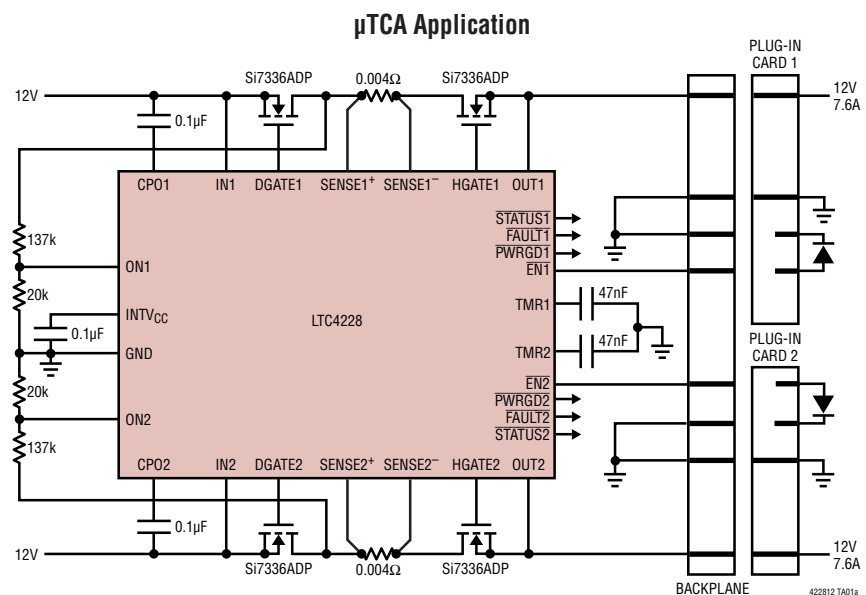 µTCA Application
PLUG-IN
CARD 1
Si7336ADP
0.004Ω
Si7336ADP
12V
12V
7.6A
0.1µF
CPO1
IN1
DGATE1
SENSE1+
SENSE1–
HGATE1
OUT1
STATUS1
FAULT1
PWRGD1
EN1
137k
ON1
20k
INTVCC
0.1µF
GND
LTC4228
TMR1
47nF
TMR2
47nF
PLUG-IN
CARD 2
20k
ON2
137k
EN2
PWRGD2
FAULT2
STATUS2
CPO2
IN2
DGATE2
SENSE2+
SENSE2–
HGATE2
OUT2
0.1µF
12V
Si7336ADP
0.004Ω
Si7336ADP
12V
7.6A
BACKPLANE
422812 TA01a